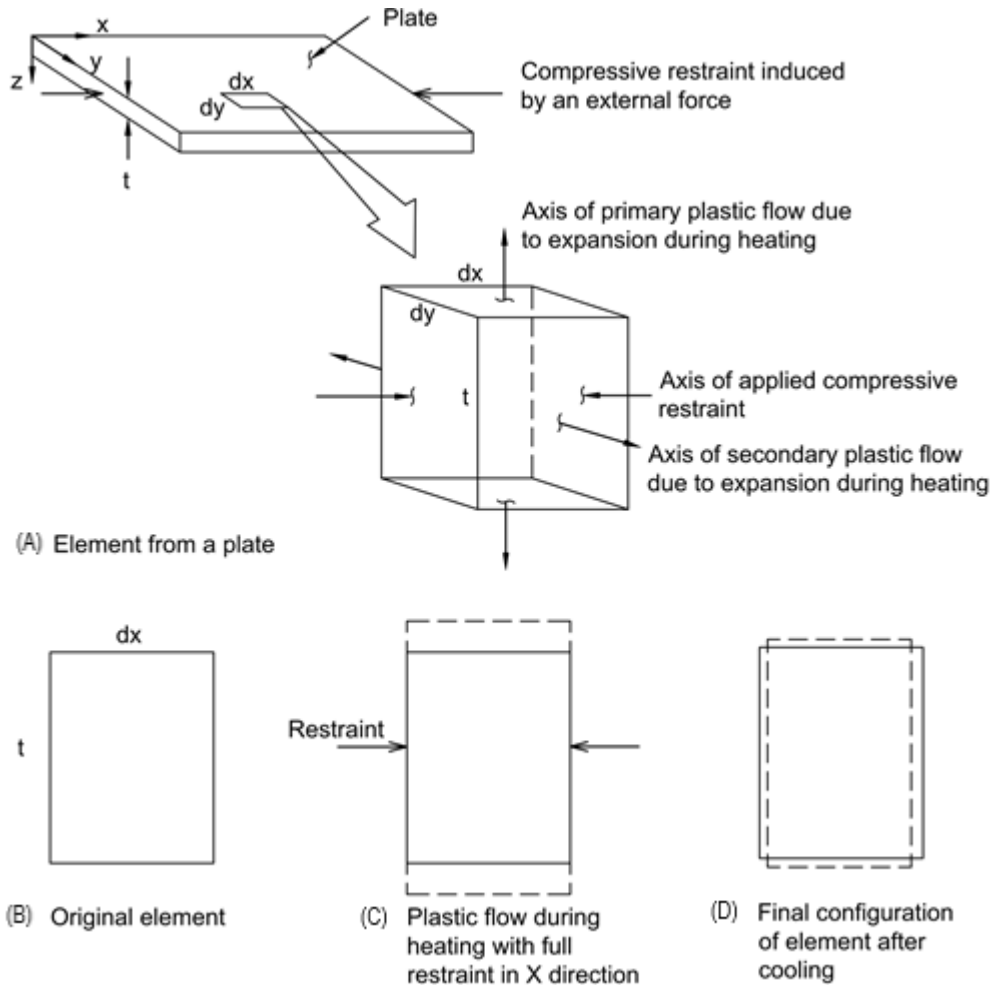 Plate
x
y
z
dx
dy
t
Compressive restraint induced
by an external force
Axis of primary plastic flow due
to expansion during heating
dx
dy
t
Axis of applied compressive
restraint
Axis of secondary plastic flow
due to expansion during heating
(A) Element from a plate
dx
t
Restraint
(B) Original element
(C) Plastic flow during
heating with full
restraint in X direction
(D) Final configuration
of element after
cooling